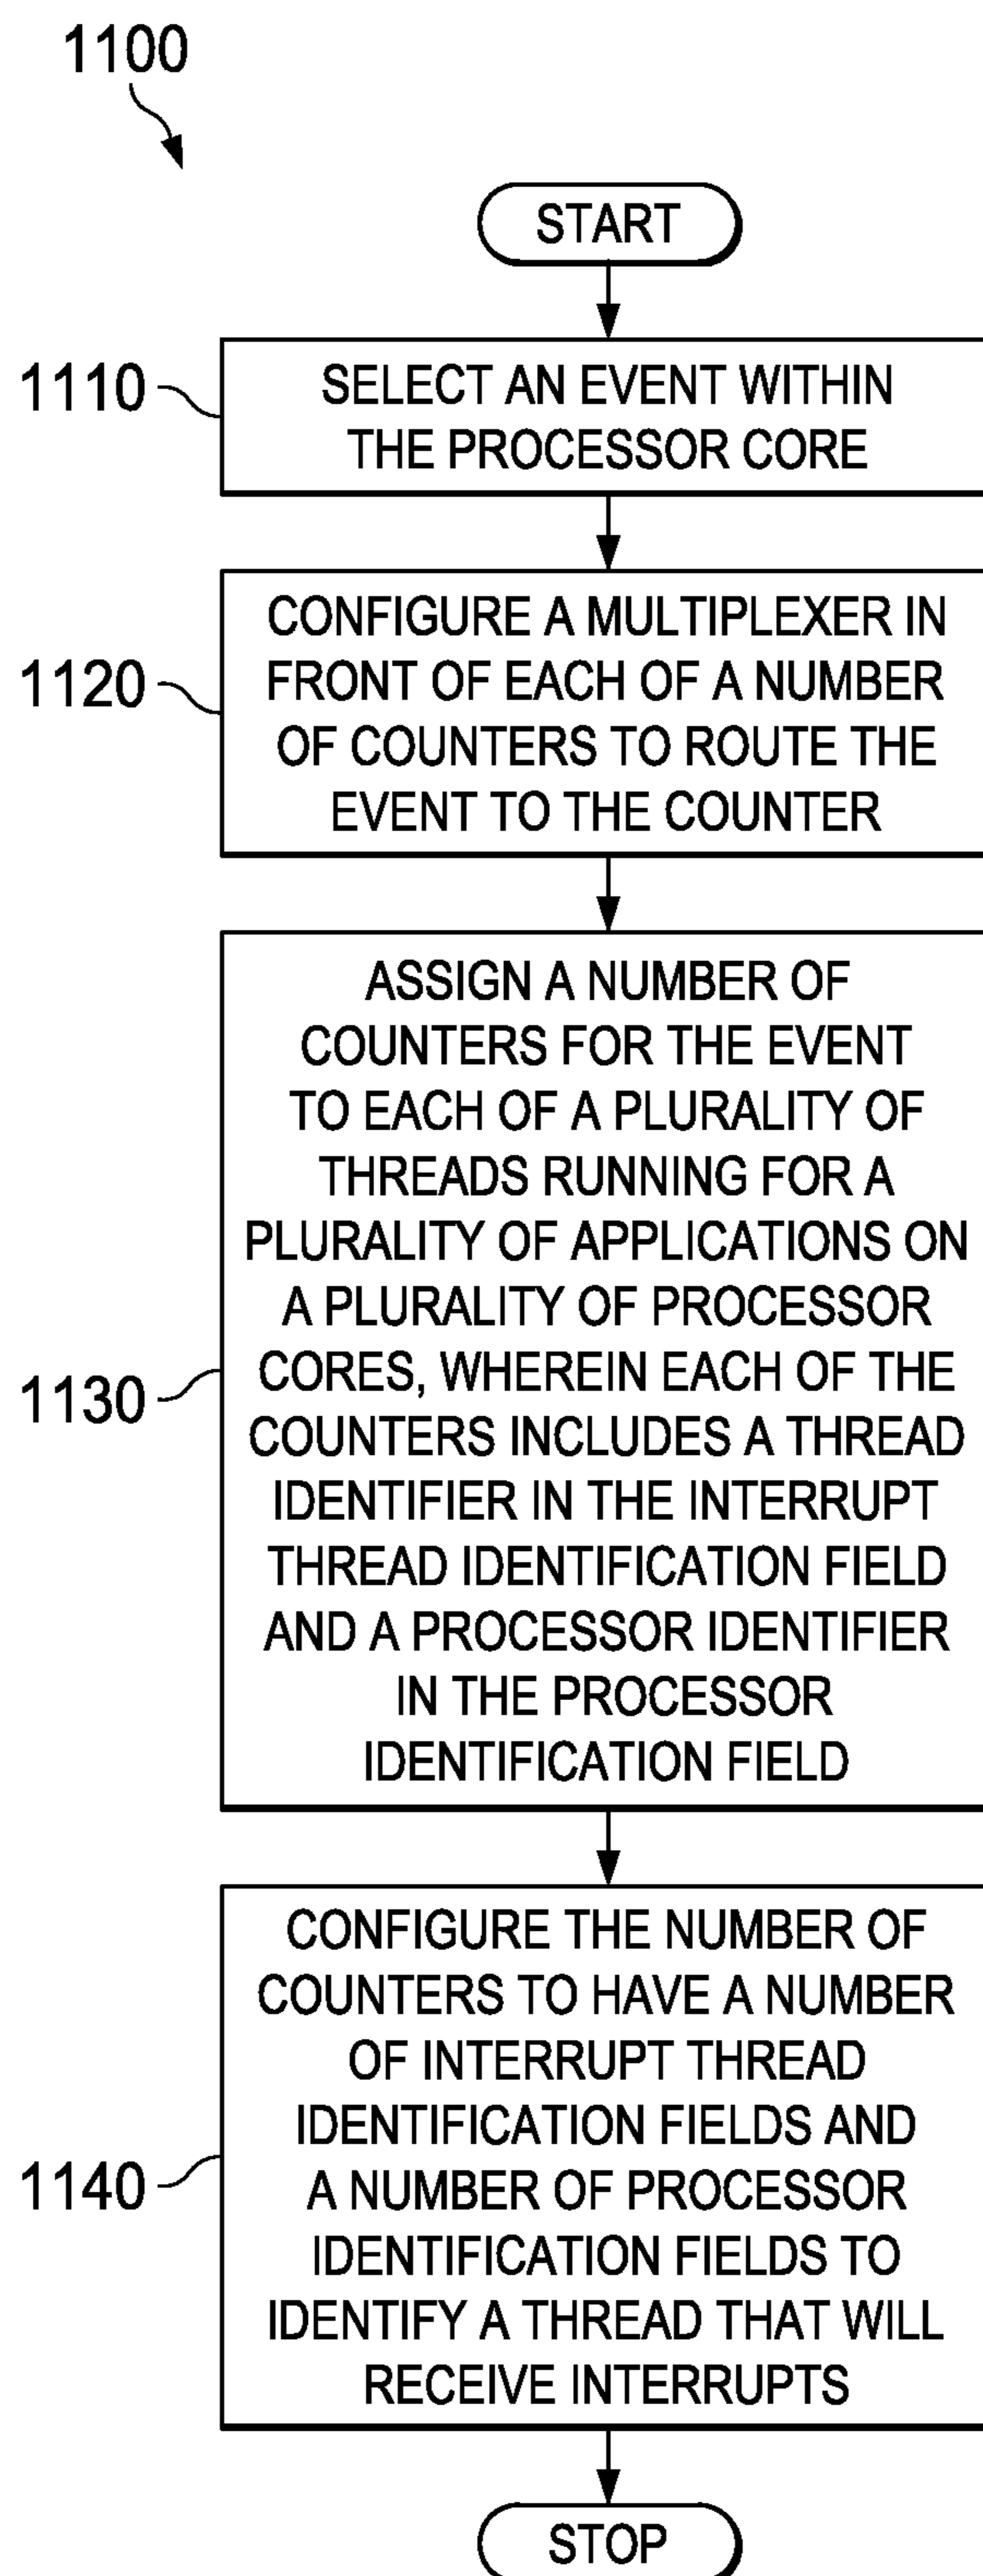 1100
START
1110
SELECT AN EVENT WITHIN
THE PROCESSOR CORE
1120
CONFIGURE A MULTIPLEXER IN
FRONT OF EACH OF A NUMBER
OF COUNTERS TO ROUTE THE
EVENT TO THE COUNTER
1130
ASSIGN A NUMBER OF
COUNTERS FOR THE EVENT
TO EACH OF A PLURALITY OF
THREADS RUNNING FOR A
PLURALITY OF APPLICATIONS ON
A PLURALITY OF PROCESSOR
CORES, WHEREIN EACH OF THE
COUNTERS INCLUDES A THREAD
IDENTIFIER IN THE INTERRUPT
THREAD IDENTIFICATION FIELD
AND A PROCESSOR IDENTIFIER
IN THE PROCESSOR
IDENTIFICATION FIELD
1140
CONFIGURE THE NUMBER OF
COUNTERS TO HAVE A NUMBER
OF INTERRUPT THREAD
IDENTIFICATION FIELDS AND
A NUMBER OF PROCESSOR
IDENTIFICATION FIELDS TO
IDENTIFY A THREAD THAT WILL
RECEIVE INTERRUPTS
STOP